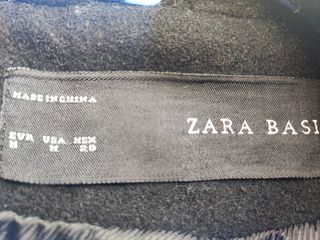 MADE IN CHINA
ZARA BASI
EUR USA MEX
M M 28